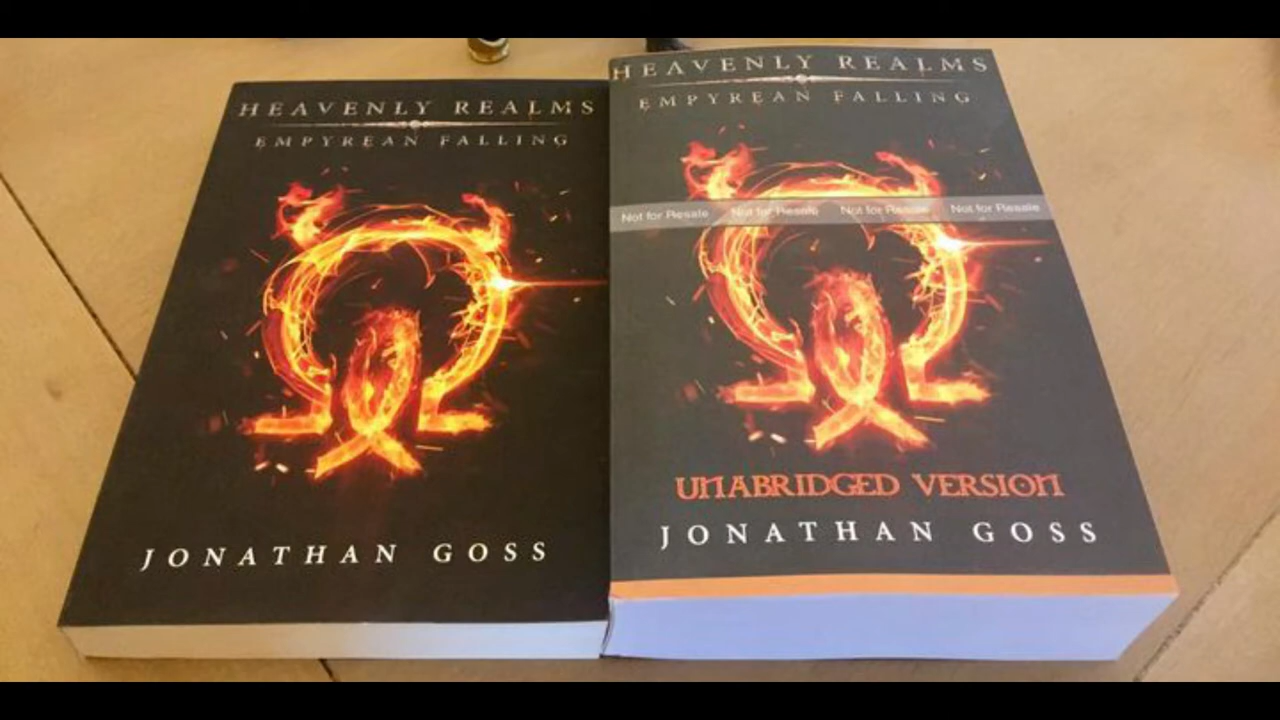 HEAVENLY REALMS
EMPYREAN FALLING
JONATHAN GOSS
HEAVENLY REALMS
EMPYREAN FALLING
Not for Resale Not for Resale Not for Resale Not for Resale
UNABRIDGED VERSION
JONATHAN GOSS